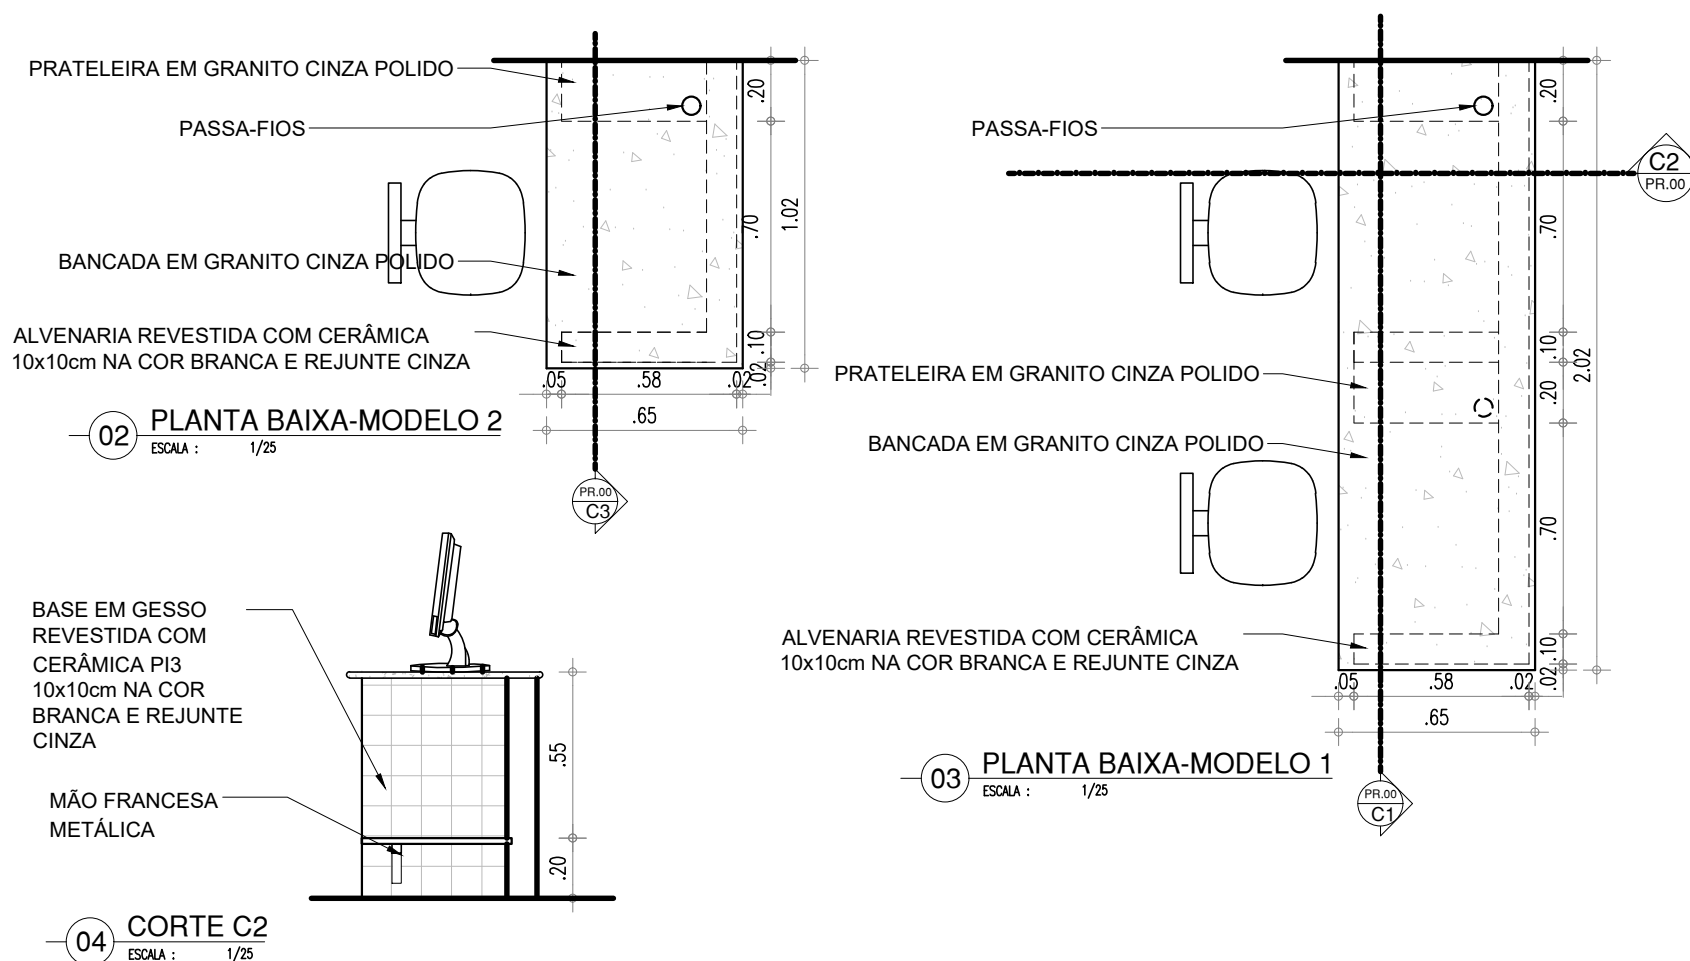 PRATELEIRA EM GRANITO CINZA POLIDO
PASSA-FIOS
BANCADA EM GRANITO CINZA POLIDO
ALVENARIA REVESTIDA COM CERÂMICA
10x10cm NA COR BRANCA E REJUNTE CINZA
.20
.70
1.02
.10
.02
.05
.58
.02
.65
02
PLANTA BAIXA-MODELO 2
ESCALA :
1/25
PR.00
C3
PASSA-FIOS
C2
PR.00
PRATELEIRA EM GRANITO CINZA POLIDO
BANCADA EM GRANITO CINZA POLIDO
ALVENARIA REVESTIDA COM CERÂMICA
10x10cm NA COR BRANCA E REJUNTE CINZA
.20
.70
.10
2.02
.20
.70
.10
.02
.05
.58
.02
.65
03
PLANTA BAIXA-MODELO 1
ESCALA :
1/25
PR.00
C1
BASE EM GESSO
REVESTIDA COM
CERÂMICA PI3
10x10cm NA COR
BRANCA E REJUNTE
CINZA
MÃO FRANCESA
METÁLICA
.55
.20
04
CORTE C2
ESCALA :
1/25